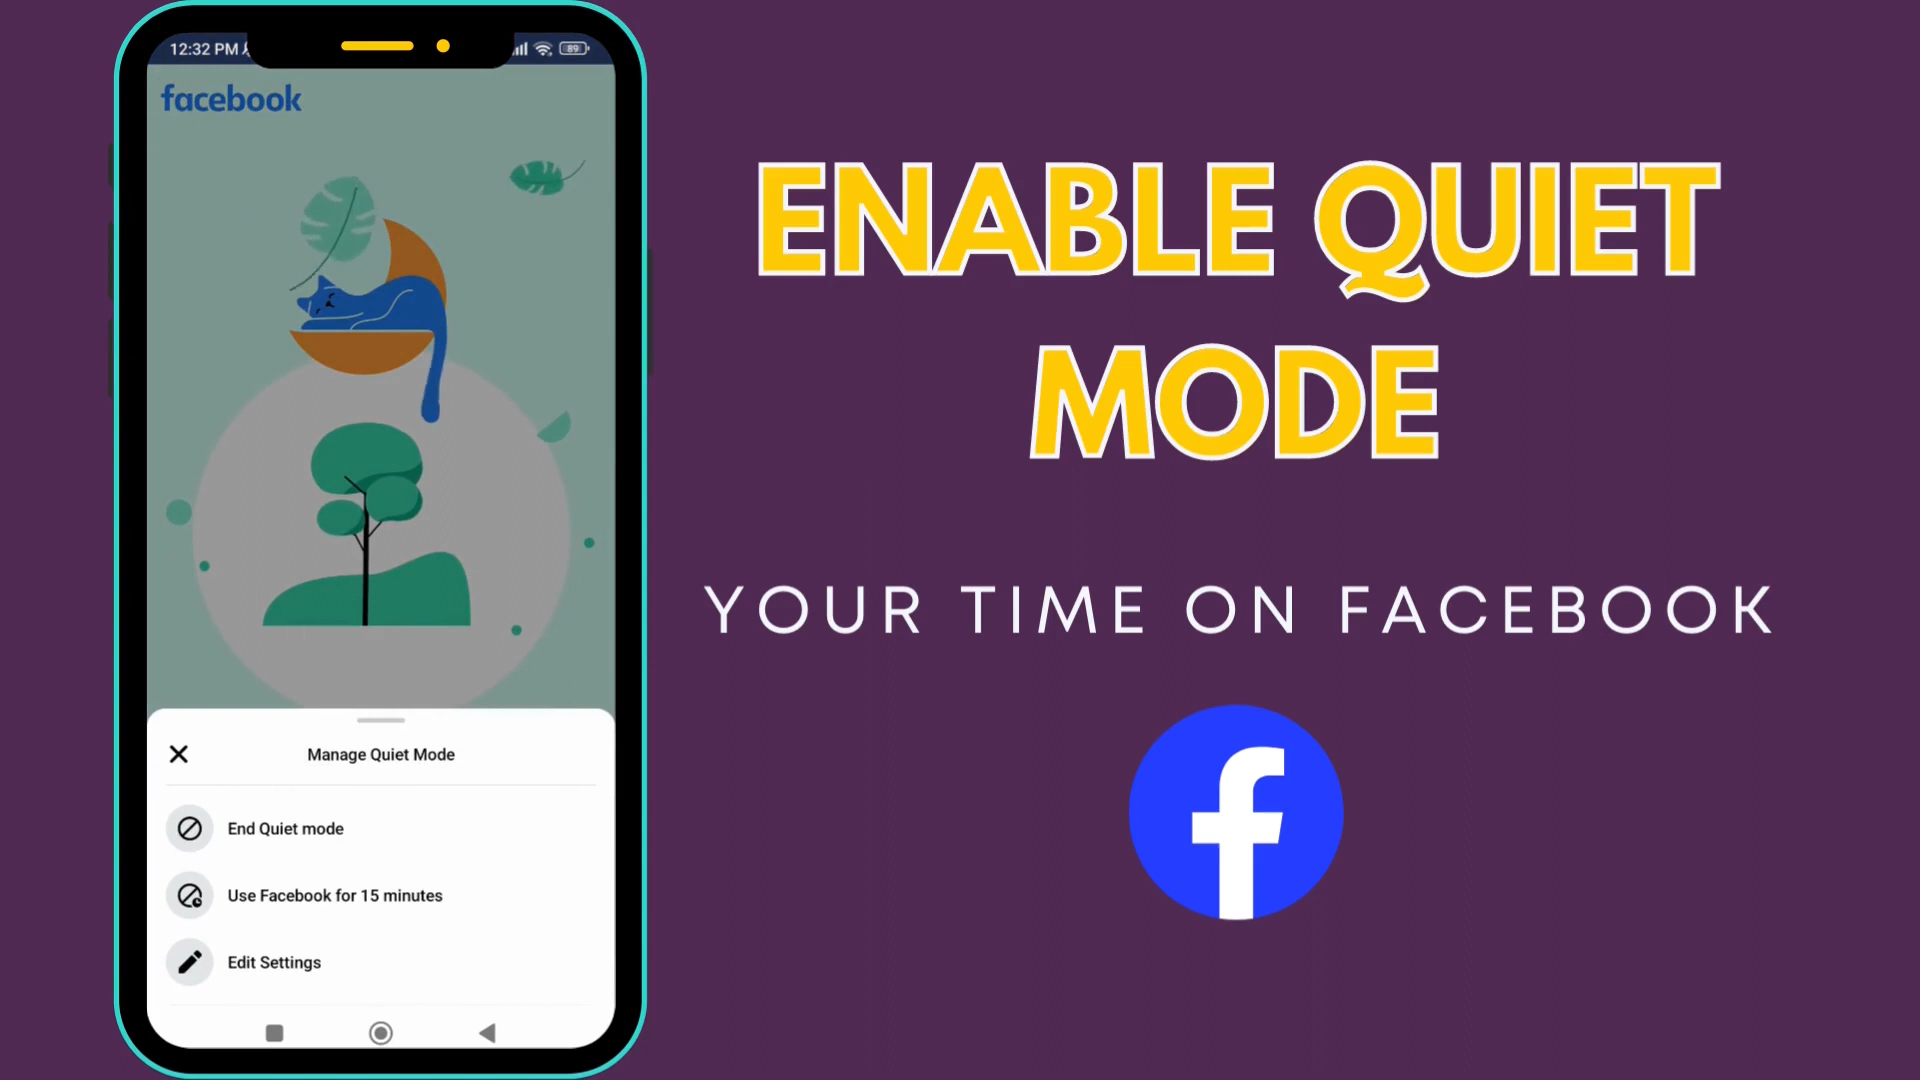 12:32 PM
89
facebook
Manage Quiet Mode
End Quiet mode
Use Facebook for 15 minutes
Edit Settings
ENABLE QUIET
MODE
YOUR TIME ON FACEBOOK